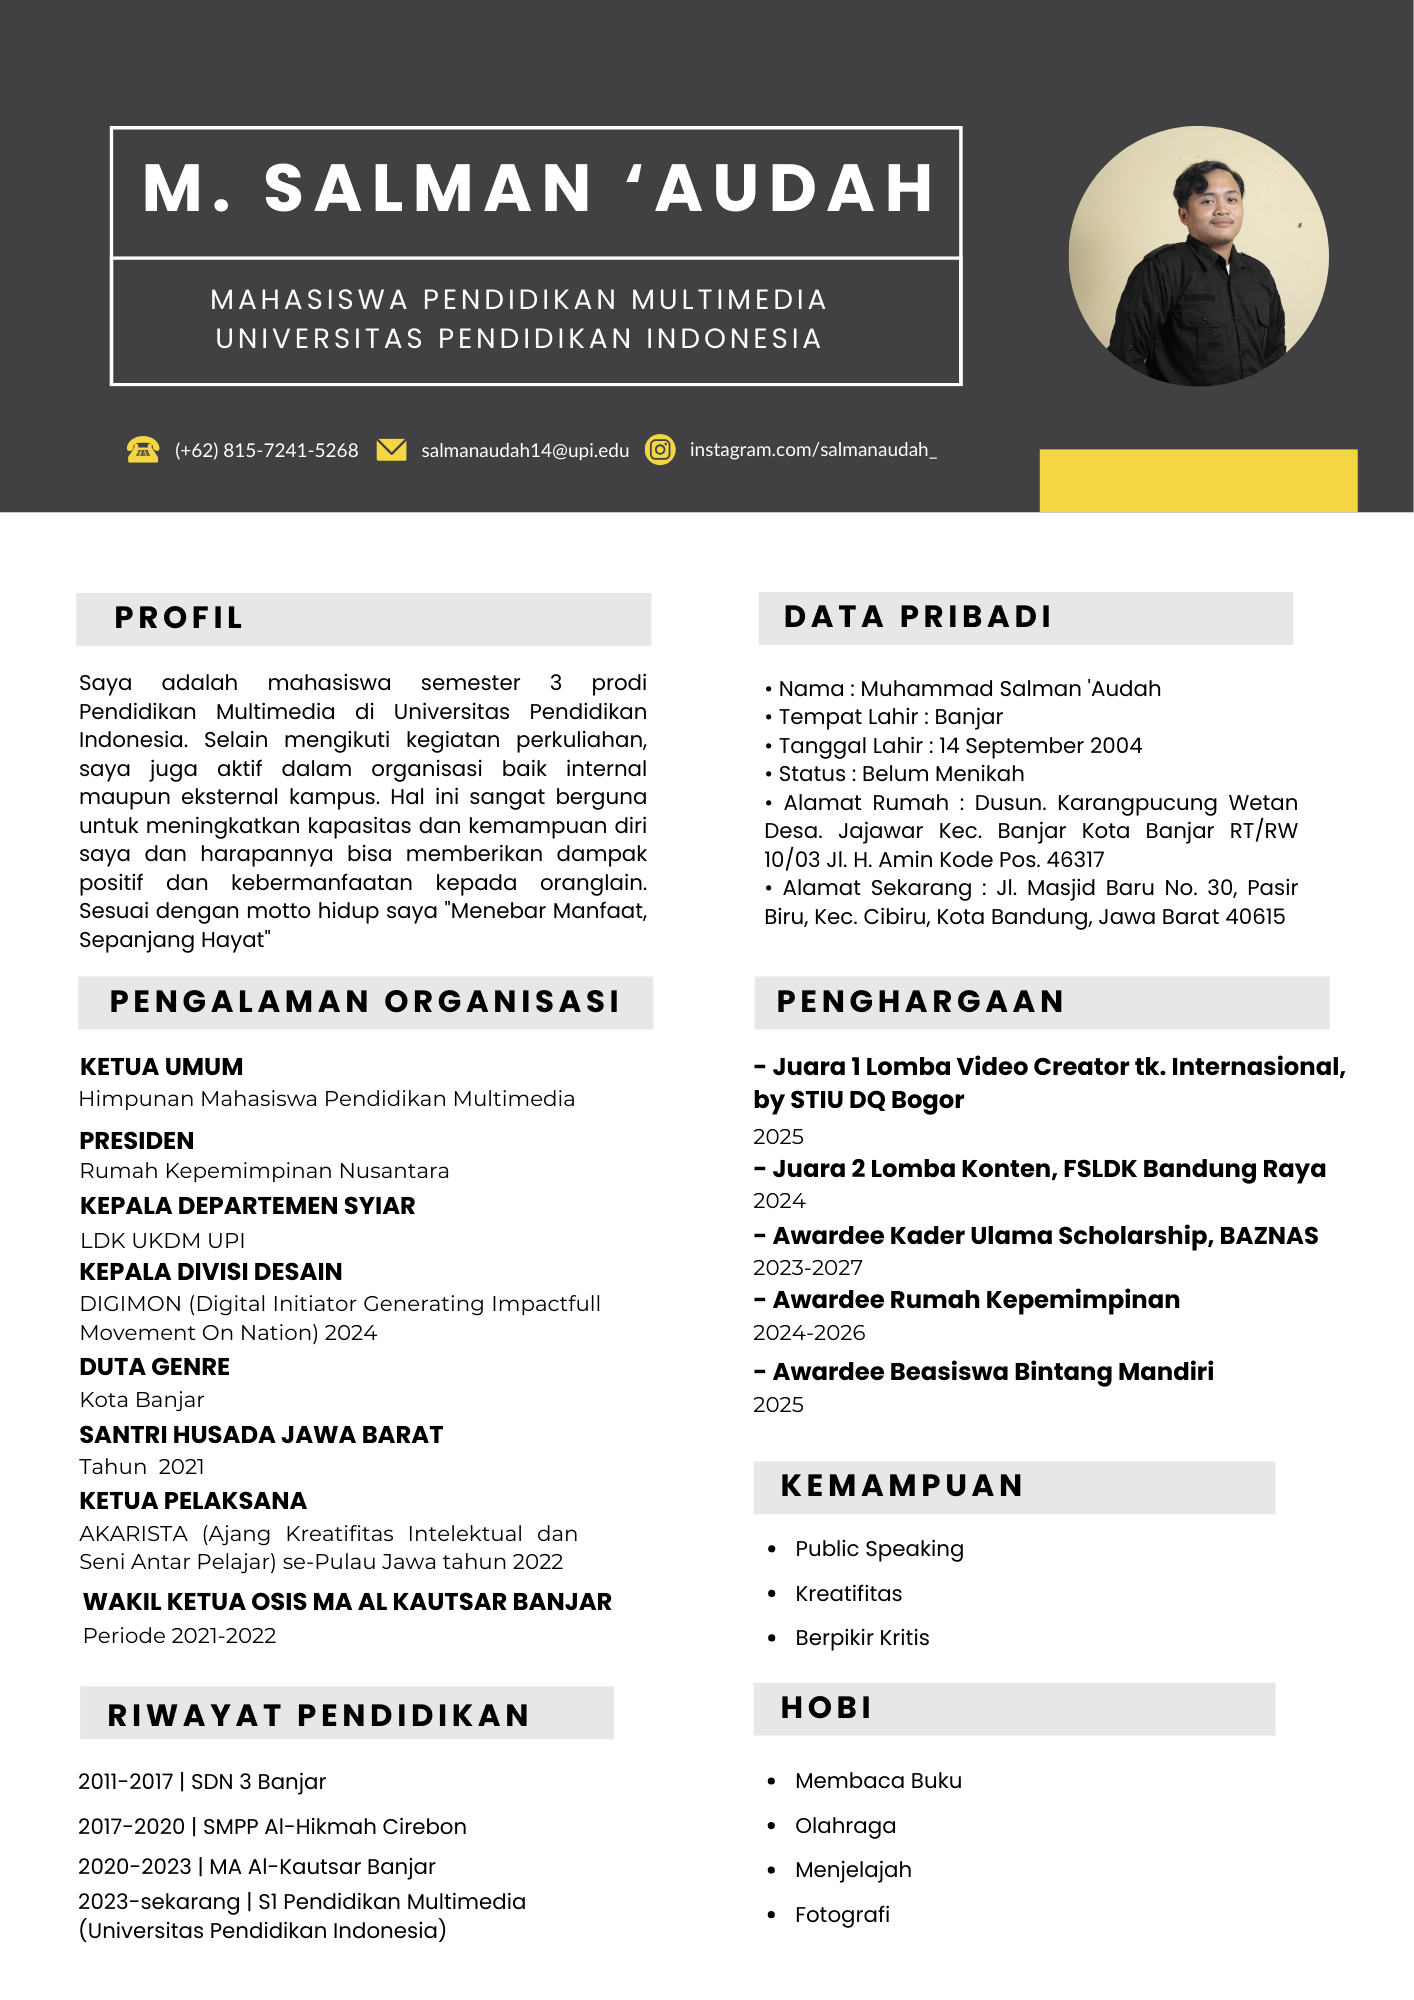 M. SALMAN ‘AUDAH
MAHASISWA PENDIDIKAN MULTIMEDIA
UNIVERSITAS PENDIDIKAN INDONESIA
(+62) 815-7241-5268
salmanaudah14@upi.edu
instagram.com/salmanaudah_
PROFIL
Saya adalah mahasiswa semester 3 prodi
Pendidikan Multimedia di Universitas Pendidikan
Indonesia. Selain mengikuti kegiatan perkuliahan,
saya juga aktif dalam organisasi baik internal
maupun eksternal kampus. Hal ini sangat berguna
untuk meningkatkan kapasitas dan kemampuan diri
saya dan harapannya bisa memberikan dampak
positif dan kebermanfaatan kepada oranglain.
Sesuai dengan motto hidup saya "Menebar Manfaat,
Sepanjang Hayat"
PENGALAMAN ORGANISASI
KETUA UMUM
Himpunan Mahasiswa Pendidikan Multimedia
PRESIDEN
Rumah Kepemimpinan Nusantara
KEPALA DEPARTEMEN SYIAR
LDK UKDM UPI
KEPALA DIVISI DESAIN
DIGIMON (Digital Initiator Generating Impactfull
Movement On Nation) 2024
DUTA GENRE
Kota Banjar
SANTRI HUSADA JAWA BARAT
Tahun 2021
KETUA PELAKSANA
AKARISTA (Ajang Kreatifitas Intelektual dan
Seni Antar Pelajar) se-Pulau Jawa tahun 2022
WAKIL KETUA OSIS MA AL KAUTSAR BANJAR
Periode 2021-2022
RIWAYAT PENDIDIKAN
2011-2017 | SDN 3 Banjar
2017-2020 | SMPP Al-Hikmah Cirebon
2020-2023 | MA Al-Kautsar Banjar
2023-sekarang | S1 Pendidikan Multimedia
(Universitas Pendidikan Indonesia)
DATA PRIBADI
• Nama : Muhammad Salman 'Audah
• Tempat Lahir : Banjar
• Tanggal Lahir : 14 September 2004
• Status : Belum Menikah
• Alamat Rumah : Dusun. Karangpucung Wetan
Desa. Jajawar Kec. Banjar Kota Banjar RT/RW
10/03 Jl. H. Amin Kode Pos. 46317
• Alamat Sekarang : Jl. Masjid Baru No. 30, Pasir
Biru, Kec. Cibiru, Kota Bandung, Jawa Barat 40615
PENGHARGAAN
- Juara 1 Lomba Video Creator tk. Internasional,
by STIU DQ Bogor
2025
- Juara 2 Lomba Konten, FSLDK Bandung Raya
2024
- Awardee Kader Ulama Scholarship, BAZNAS
2023-2027
- Awardee Rumah Kepemimpinan
2024-2026
- Awardee Beasiswa Bintang Mandiri
2025
KEMAMPUAN
• Public Speaking
• Kreatifitas
• Berpikir Kritis
HOBI
• Membaca Buku
• Olahraga
• Menjelajah
• Fotografi